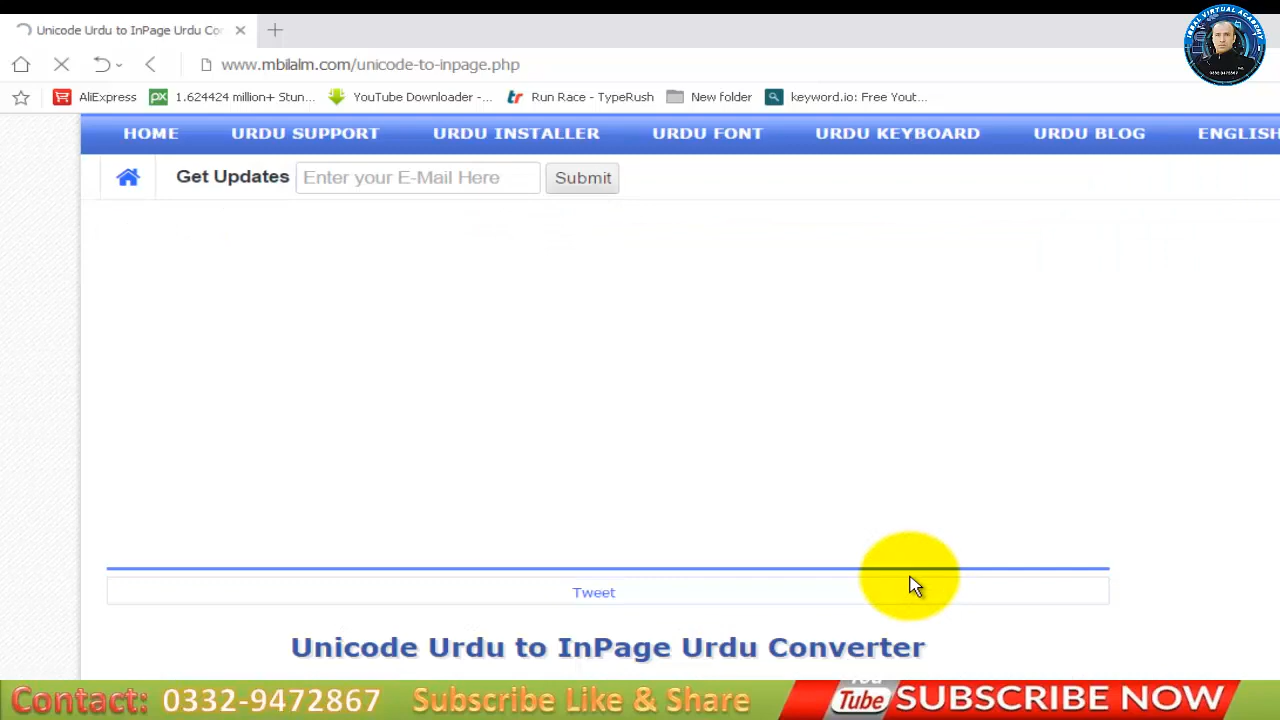 Unicode Urdu to InPage Urdu Co
www.mbilalm.com/unicode-to-inpage.php
AliExpress
px 1.624424 million+ Stun...
YouTube Downloader -...
tr Run Race - TypeRush
New folder
keyword.io: Free Yout...
HOME URDU SUPPORT URDU INSTALLER URDU FONT URDU KEYBOARD URDU BLOG ENGLISH
Get Updates Enter your E-Mail Here Submit
Tweet
Unicode Urdu to InPage Urdu Converter
Contact: 0332-9472867 Subscribe Like & Share You Tube SUBSCRIBE NOW